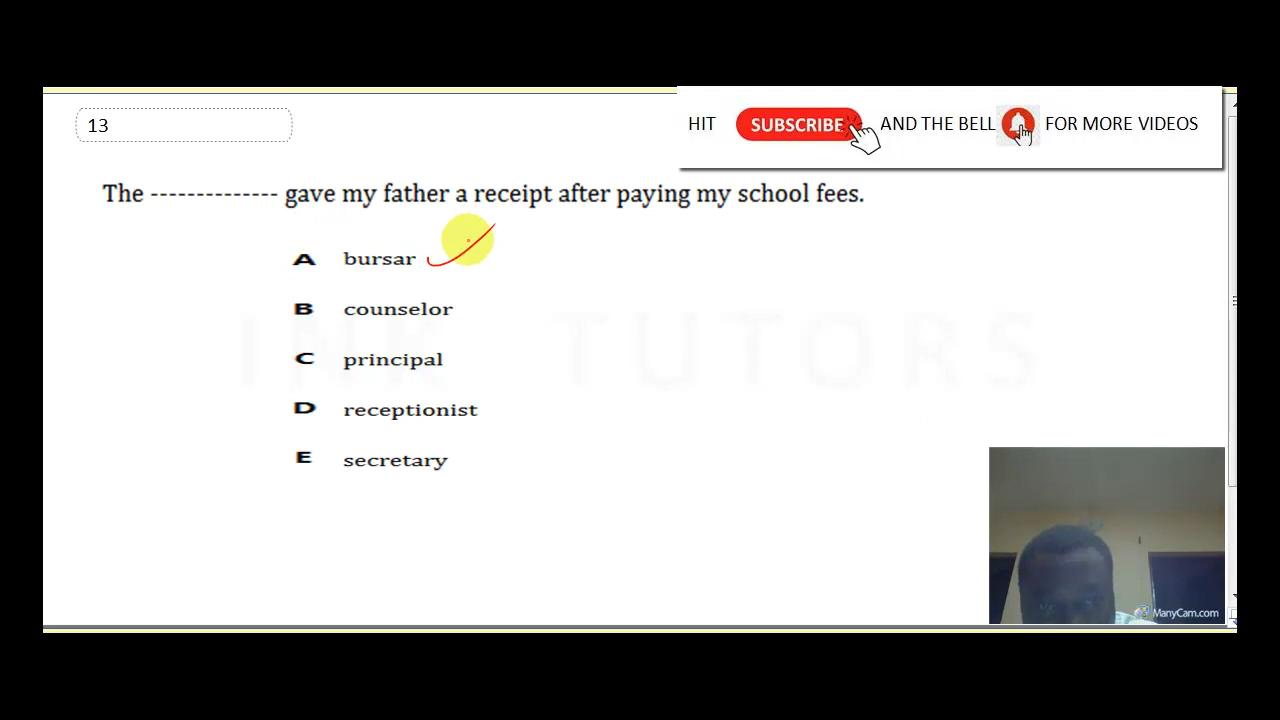 13
HIT SUBSCRIBE AND THE BELL FOR MORE VIDEOS
The -------------- gave my father a receipt after paying my school fees.
A bursar
B counselor
C principal
D receptionist
E secretary
INK TUTORS
ManyCam.com